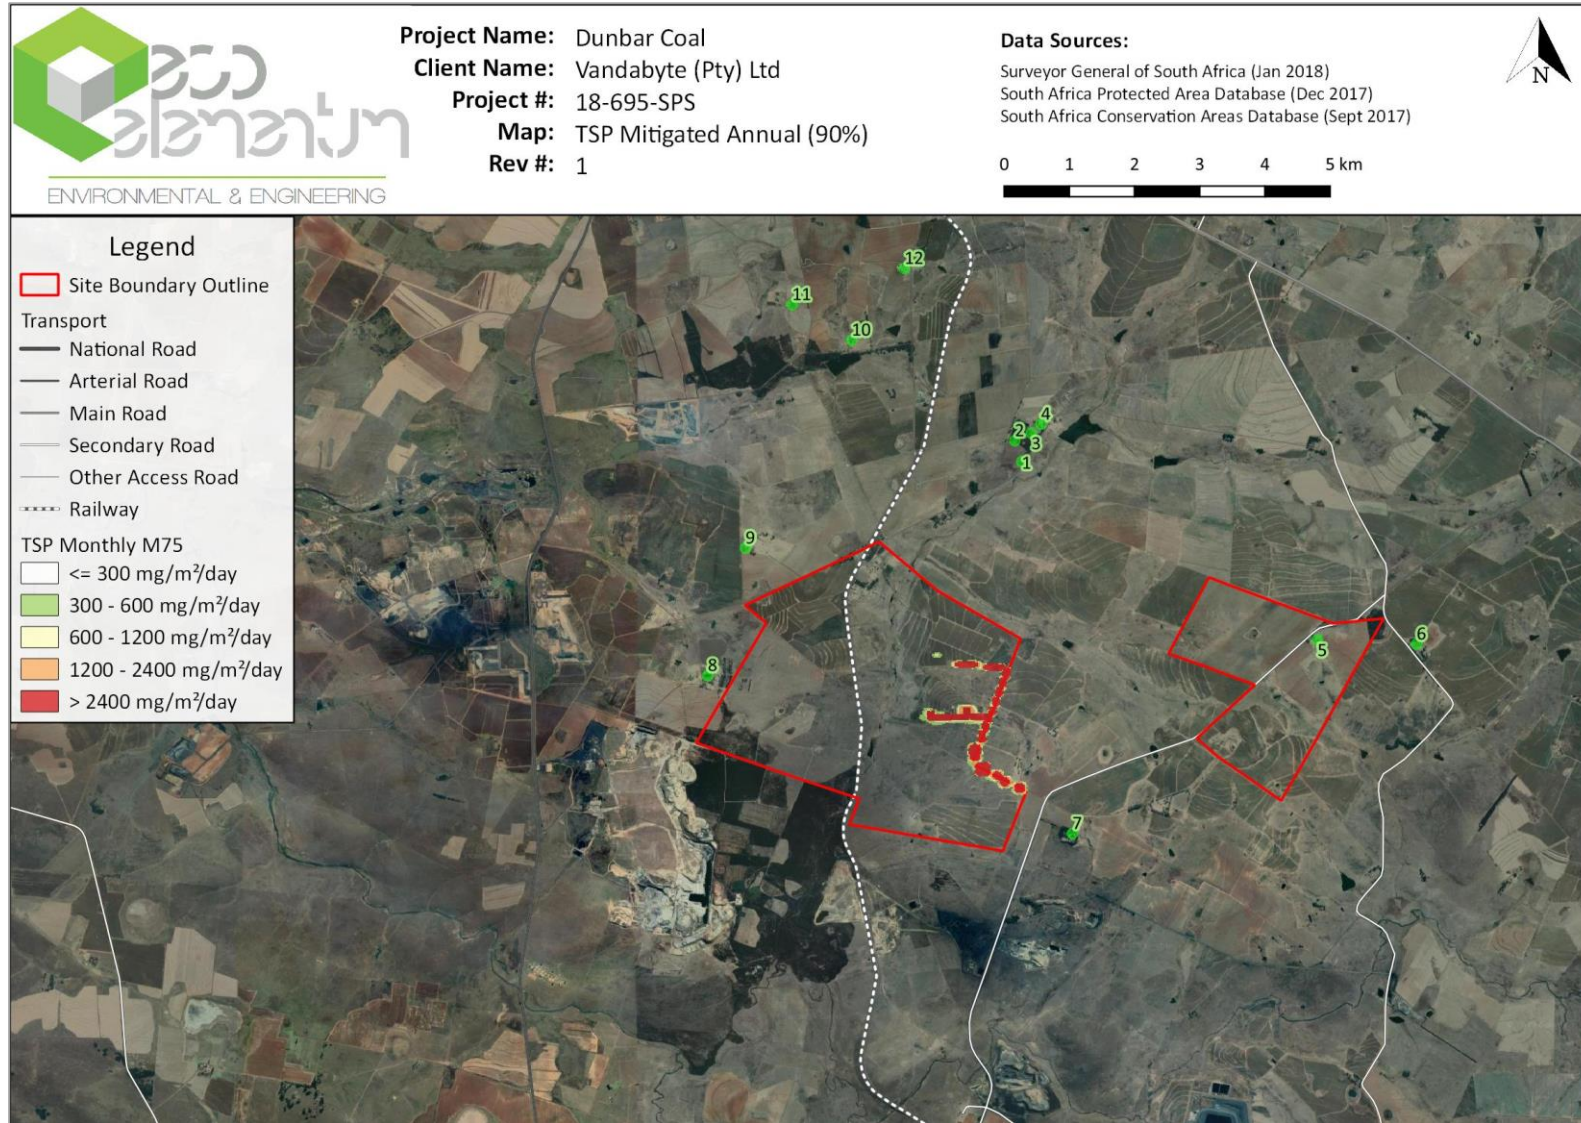 eco
elementum
ENVIRONMENTAL & ENGINEERING
Project Name: Dunbar Coal
Client Name: Vandabyte (Pty) Ltd
Project #: 18-695-SPS
Map: TSP Mitigated Annual (90%)
Rev #: 1
Data Sources:
Surveyor General of South Africa (Jan 2018)
South Africa Protected Area Database (Dec 2017)
South Africa Conservation Areas Database (Sept 2017)
N
0 1 2 3 4 5 km
Legend
Site Boundary Outline
Transport
National Road
Arterial Road
Main Road
Secondary Road
Other Access Road
Railway
TSP Monthly M75
<= 300 mg/m²/day
300 - 600 mg/m²/day
600 - 1200 mg/m²/day
1200 - 2400 mg/m²/day
> 2400 mg/m²/day
12
11
10
4
2
3
1
9
8
5
6
7